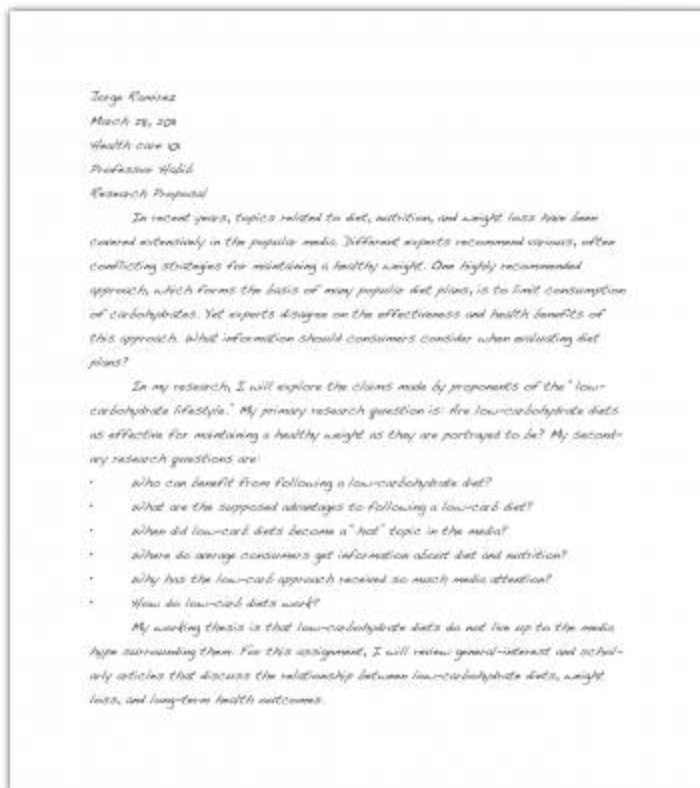 Jorge Ramirez
March 28, 2011
Health care 101
Professor Habib
Research Proposal
In recent years, topics related to diet, nutrition, and weight loss have been
covered extensively in the popular media. Different experts recommend various, often
conflicting strategies for maintaining a healthy weight. One highly recommended
approach, which forms the basis of many popular diet plans, is to limit consumption
of carbohydrates. Yet experts disagree on the effectiveness and health benefits of
this approach. What information should consumers consider when evaluating diet
plans?
In my research, I will explore the claims made by proponents of the " low-
carbohydrate lifestyle." My primary research question is: Are low-carbohydrate diets
as effective for maintaining a healthy weight as they are portrayed to be? My second-
ary research questions are:
• Who can benefit from following a low-carbohydrate diet?
• What are the supposed advantages to following a low-carb diet?
• When did low-carb diets become a " hot" topic in the media?
• Where do average consumers get information about diet and nutrition?
• Why has the low-carb approach received so much media attention?
• How do low-carb diets work?
My working thesis is that low-carbohydrate diets do not live up to the media
hype surrounding them. For this assignment, I will review general-interest and schol-
arly articles that discuss the relationship between low-carbohydrate diets, weight
loss, and long-term health outcomes.